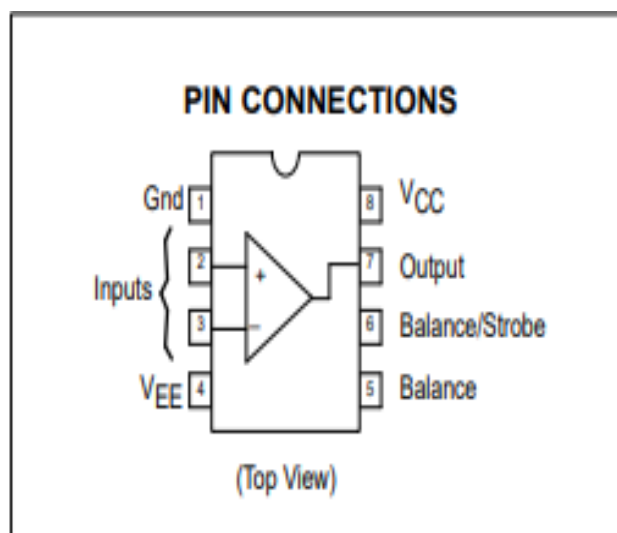 PIN CONNECTIONS
Gnd 1 8 VCC
2 + 7 Output
Inputs
3 – 6 Balance/Strobe
VEE 4 5 Balance
(Top View)